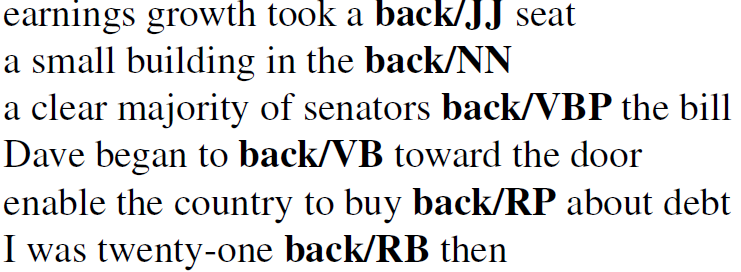 earnings growth took a back/JJ seat
a small building in the back/NN
a clear majority of senators back/VBP the bill
Dave began to back/VB toward the door
enable the country to buy back/RP about debt
I was twenty-one back/RB then